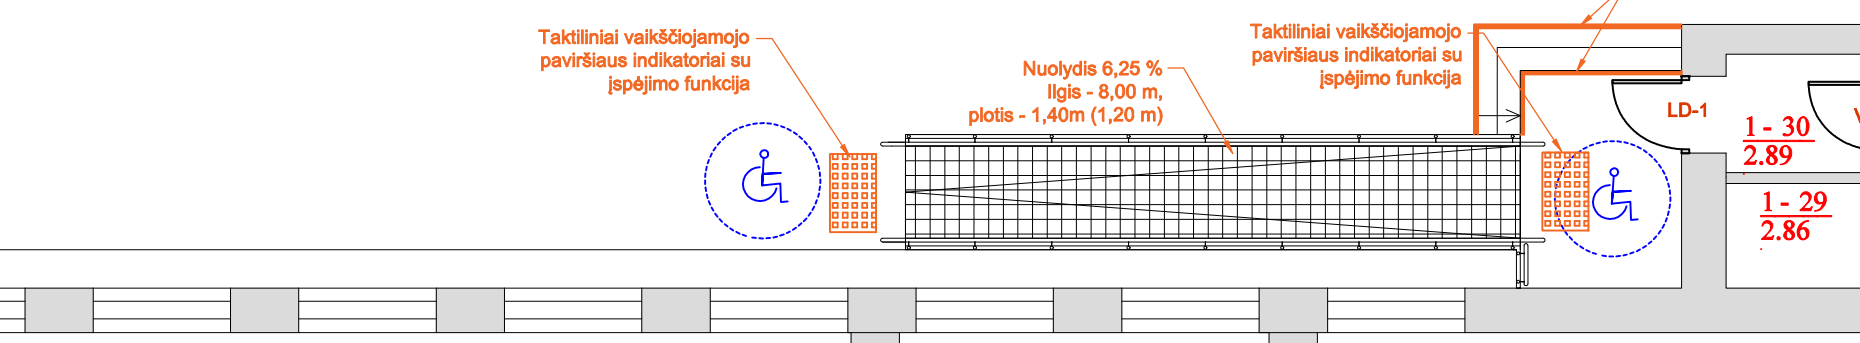 Taktiliniai vaikščiojamojo
paviršiaus indikatoriai su
įspėjimo funkcija
Nuolydis 6,25 %
Ilgis - 8,00 m,
plotis - 1,40m (1,20 m)
Taktiliniai vaikščiojamojo
paviršiaus indikatoriai su
įspėjimo funkcija
LD-1
1 - 30
2.89
1 - 29
2.86